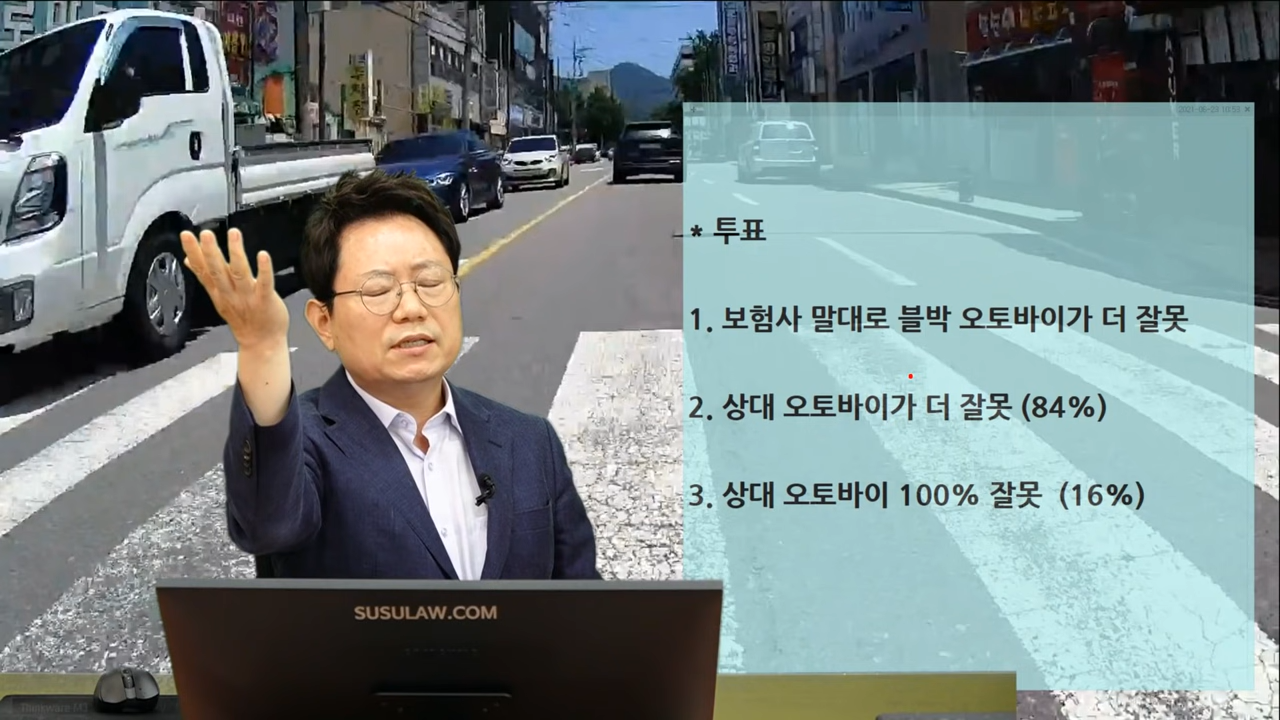 * 투표
1. 보험사 말대로 블박 오토바이가 더 잘못
2. 상대 오토바이가 더 잘못 (84%)
3. 상대 오토바이 100% 잘못 (16%)
SUSULAW.COM